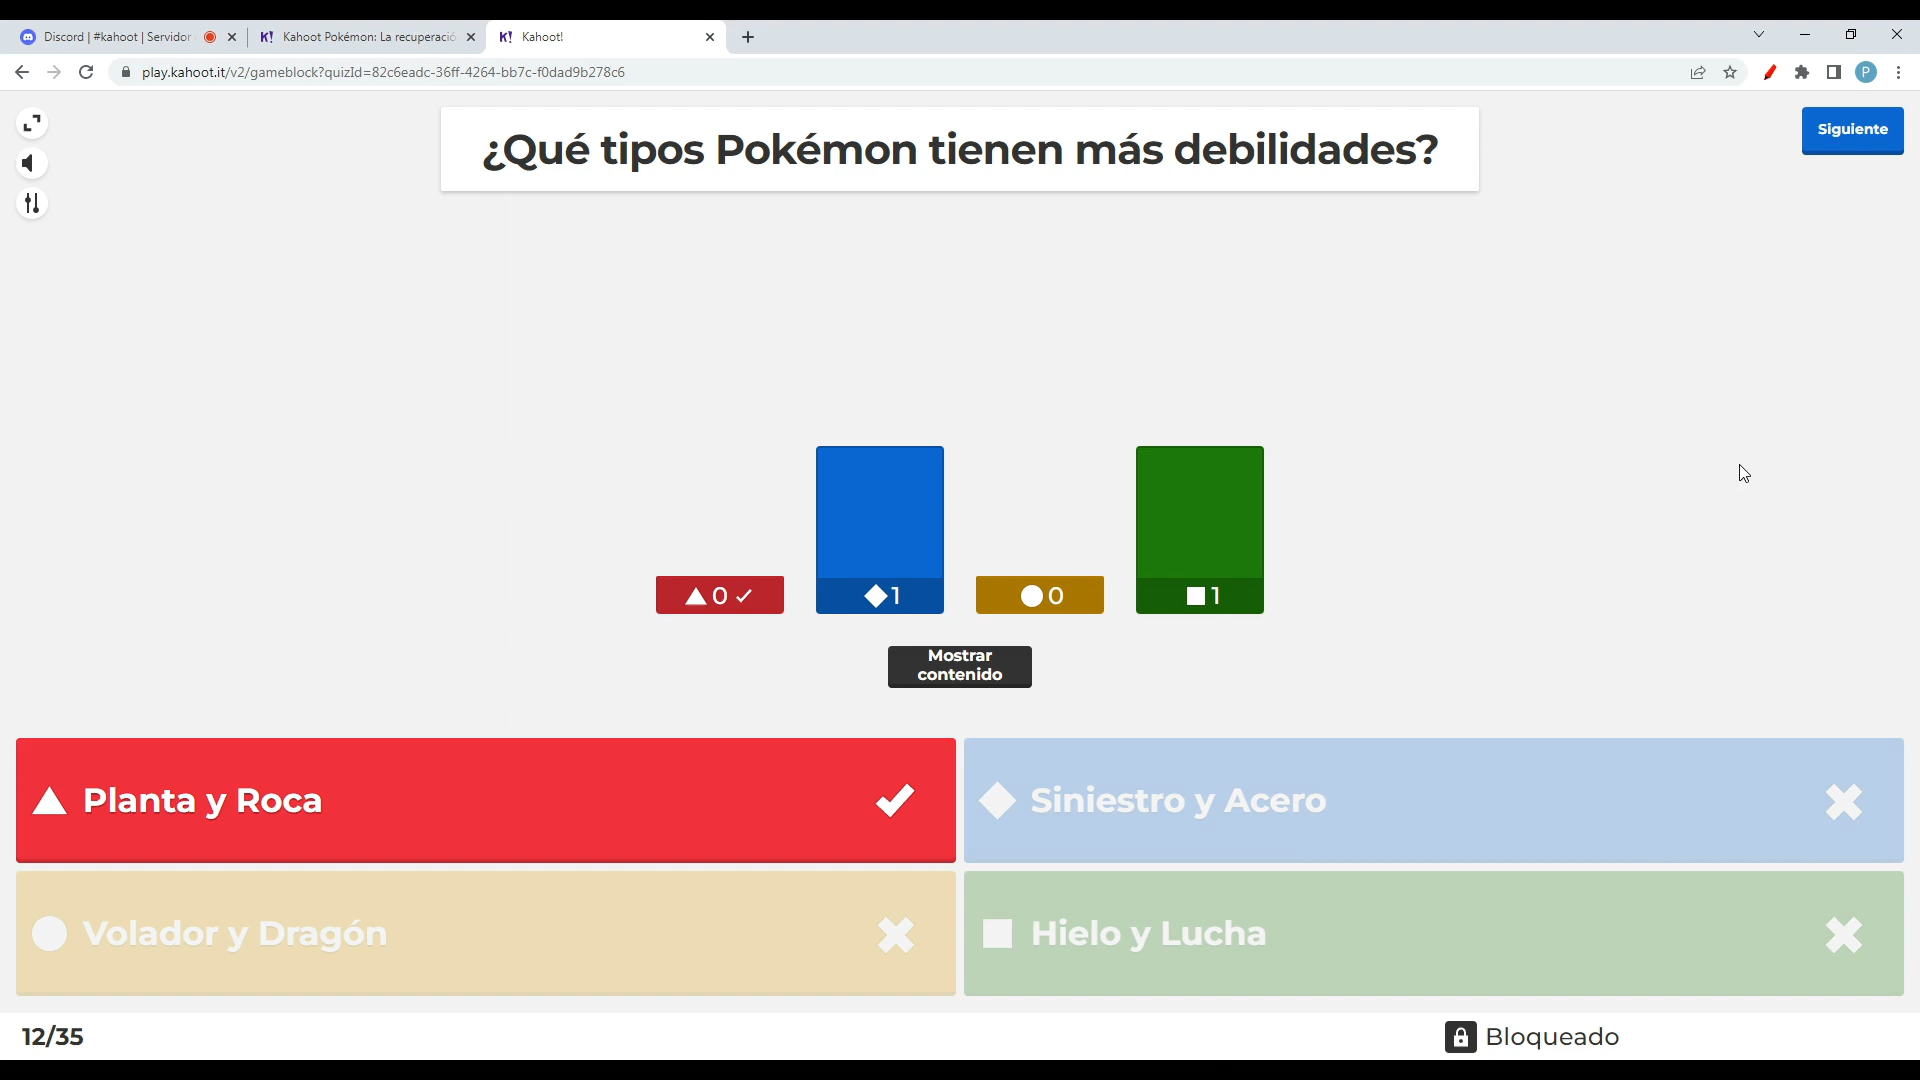 Discord | #kahoot | Servidor
K! Kahoot Pokémon: La recuperació
K! Kahoot!
play.kahoot.it/v2/gameblock?quizId=82c6eadc-36ff-4264-bb7c-f0dad9b278c6
P
¿Qué tipos Pokémon tienen más debilidades?
Siguiente
0
1
0
1
Mostrar
contenido
Planta y Roca
Siniestro y Acero
Volador y Dragón
Hielo y Lucha
12/35
Bloqueado